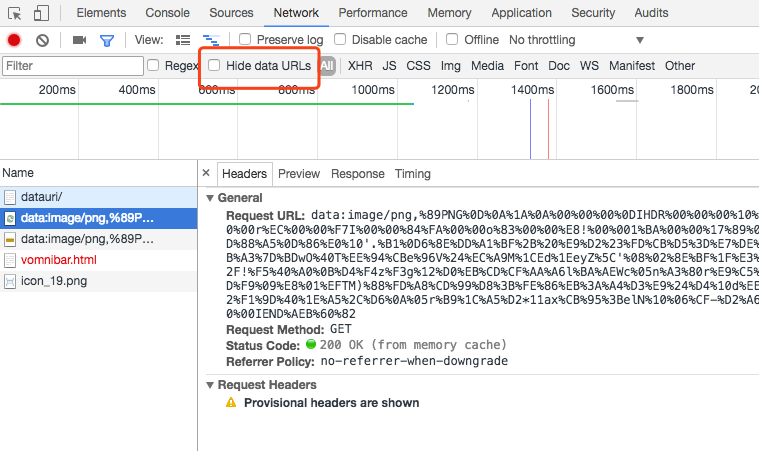 Elements Console Sources Network Performance Memory Application Security Audits
View: Preserve log Disable cache Offline No throttling ▼
Filter Regex Hide data URLs All XHR JS CSS Img Media Font Doc WS Manifest Other
200ms 400ms 600ms 800ms 1000ms 1200ms 1400ms 1600ms 1800ms 2000
Name
datauri/
data:image/png,%89P…
data:image/png,%89P…
vomnibar.html
icon_19.png
× Headers Preview Response Timing
▼ General
Request URL: data:image/png,%89PNG%0D%0A%1A%0A%00%00%00%0DIHDR%00%00%00%10%
0%00r%EC%00%00%F7I%00%00%84%FA%00%00o%83%00%00%E8!%00%001%BA%00%00%17%89%0
D%88%A5%0D%86%E0%10'.%B1%0D6%8E%DD%A1%BF%2B%20%E9%D2%23%FD%CB%D5%3D%E7%DE%
B%A3%7D%BDwO%40T%EE%94%CBe%96V%24%EC%A9M%1CEd%1EeyZ%5C'%08%02%8E%BF%1F%E3%
2F!%F5%40%A0%0B%D4%F4z%F3g%12%D0%EB%CD%CF%AA%A6l%BA%AEWc%05n%A3%80r%E9%C5%
D%F9%09%E8%01%EFTM)%88%FD%A8%CD%99%D8%3B%FE%86%EB%3A%A4%D3%E9%24%D4%10d%EE
2%F1%9D%40%1E%A5%2C%D6%0A%05r%B9%1C%A5%D2*11ax%CB%95%3BelN%10%06%CF-%D2%A6
0%00IEND%AEB%60%82
Request Method: GET
Status Code: 200 OK (from memory cache)
Referrer Policy: no-referrer-when-downgrade
▼ Request Headers
Provisional headers are shown